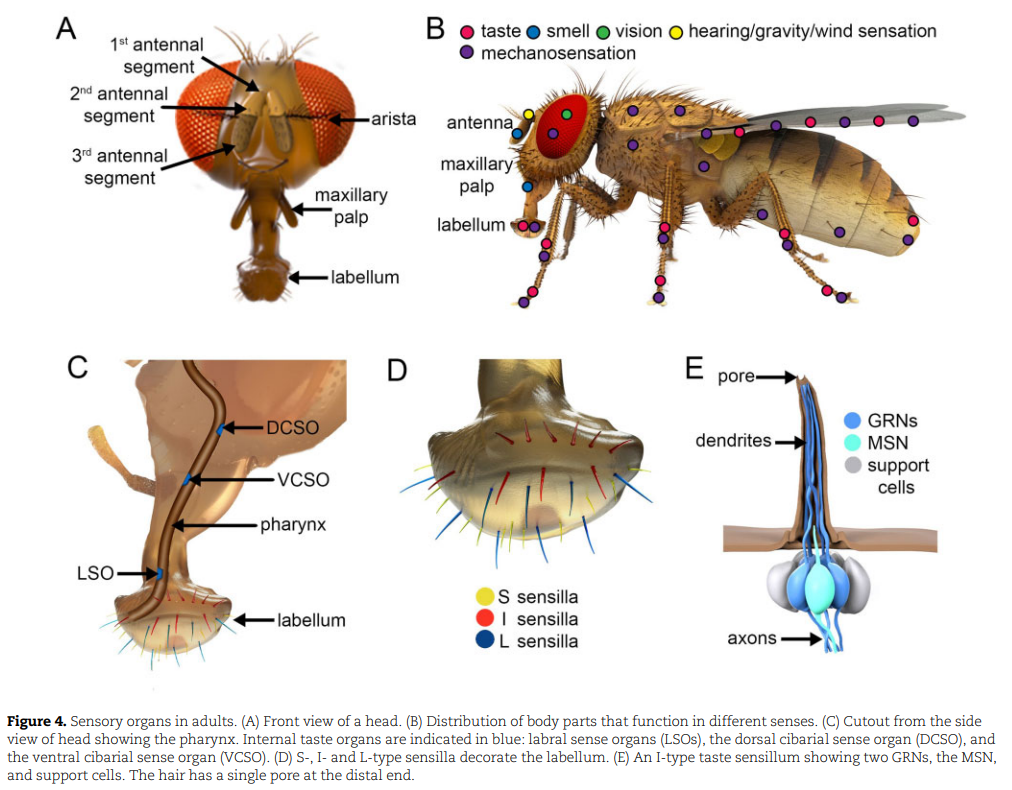 A
1st antennal
segment
2nd antennal
segment
3rd antennal
segment
arista
maxillary
palp
labellum
B
taste smell vision hearing/gravity/wind sensation
mechanosensation
antenna
maxillary
palp
labellum
C
DCSO
VCSO
pharynx
LSO
labellum
D
S sensilla
I sensilla
L sensilla
E
pore
dendrites
GRNs
MSN
support
cells
axons
Figure 4. Sensory organs in adults. (A) Front view of a head. (B) Distribution of body parts that function in different senses. (C) Cutout from the side
view of head showing the pharynx. Internal taste organs are indicated in blue: labral sense organs (LSOs), the dorsal cibarial sense organ (DCSO), and
the ventral cibarial sense organ (VCSO). (D) S-, I- and L-type sensilla decorate the labellum. (E) An I-type taste sensillum showing two GRNs, the MSN,
and support cells. The hair has a single pore at the distal end.